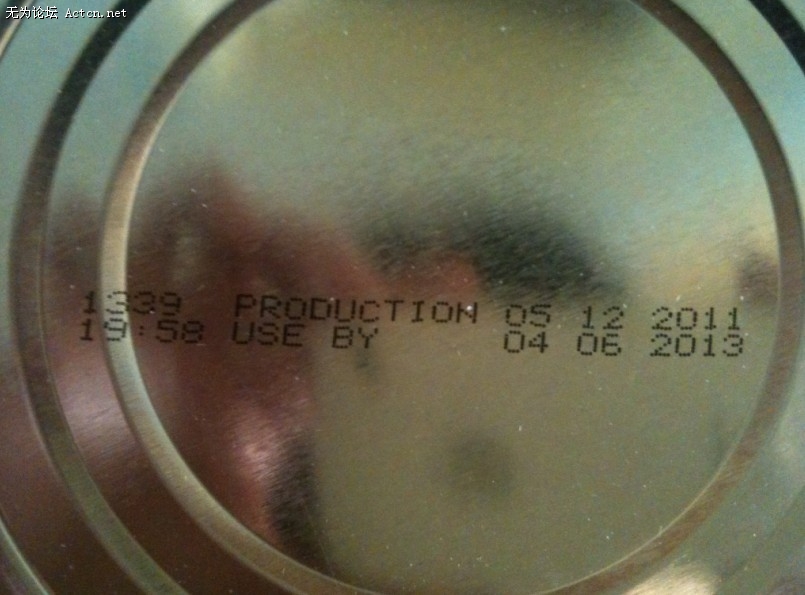 无为论坛 Actcn.net
1339 PRODUCTION 05 12 2011
19:58 USE BY 04 06 2013